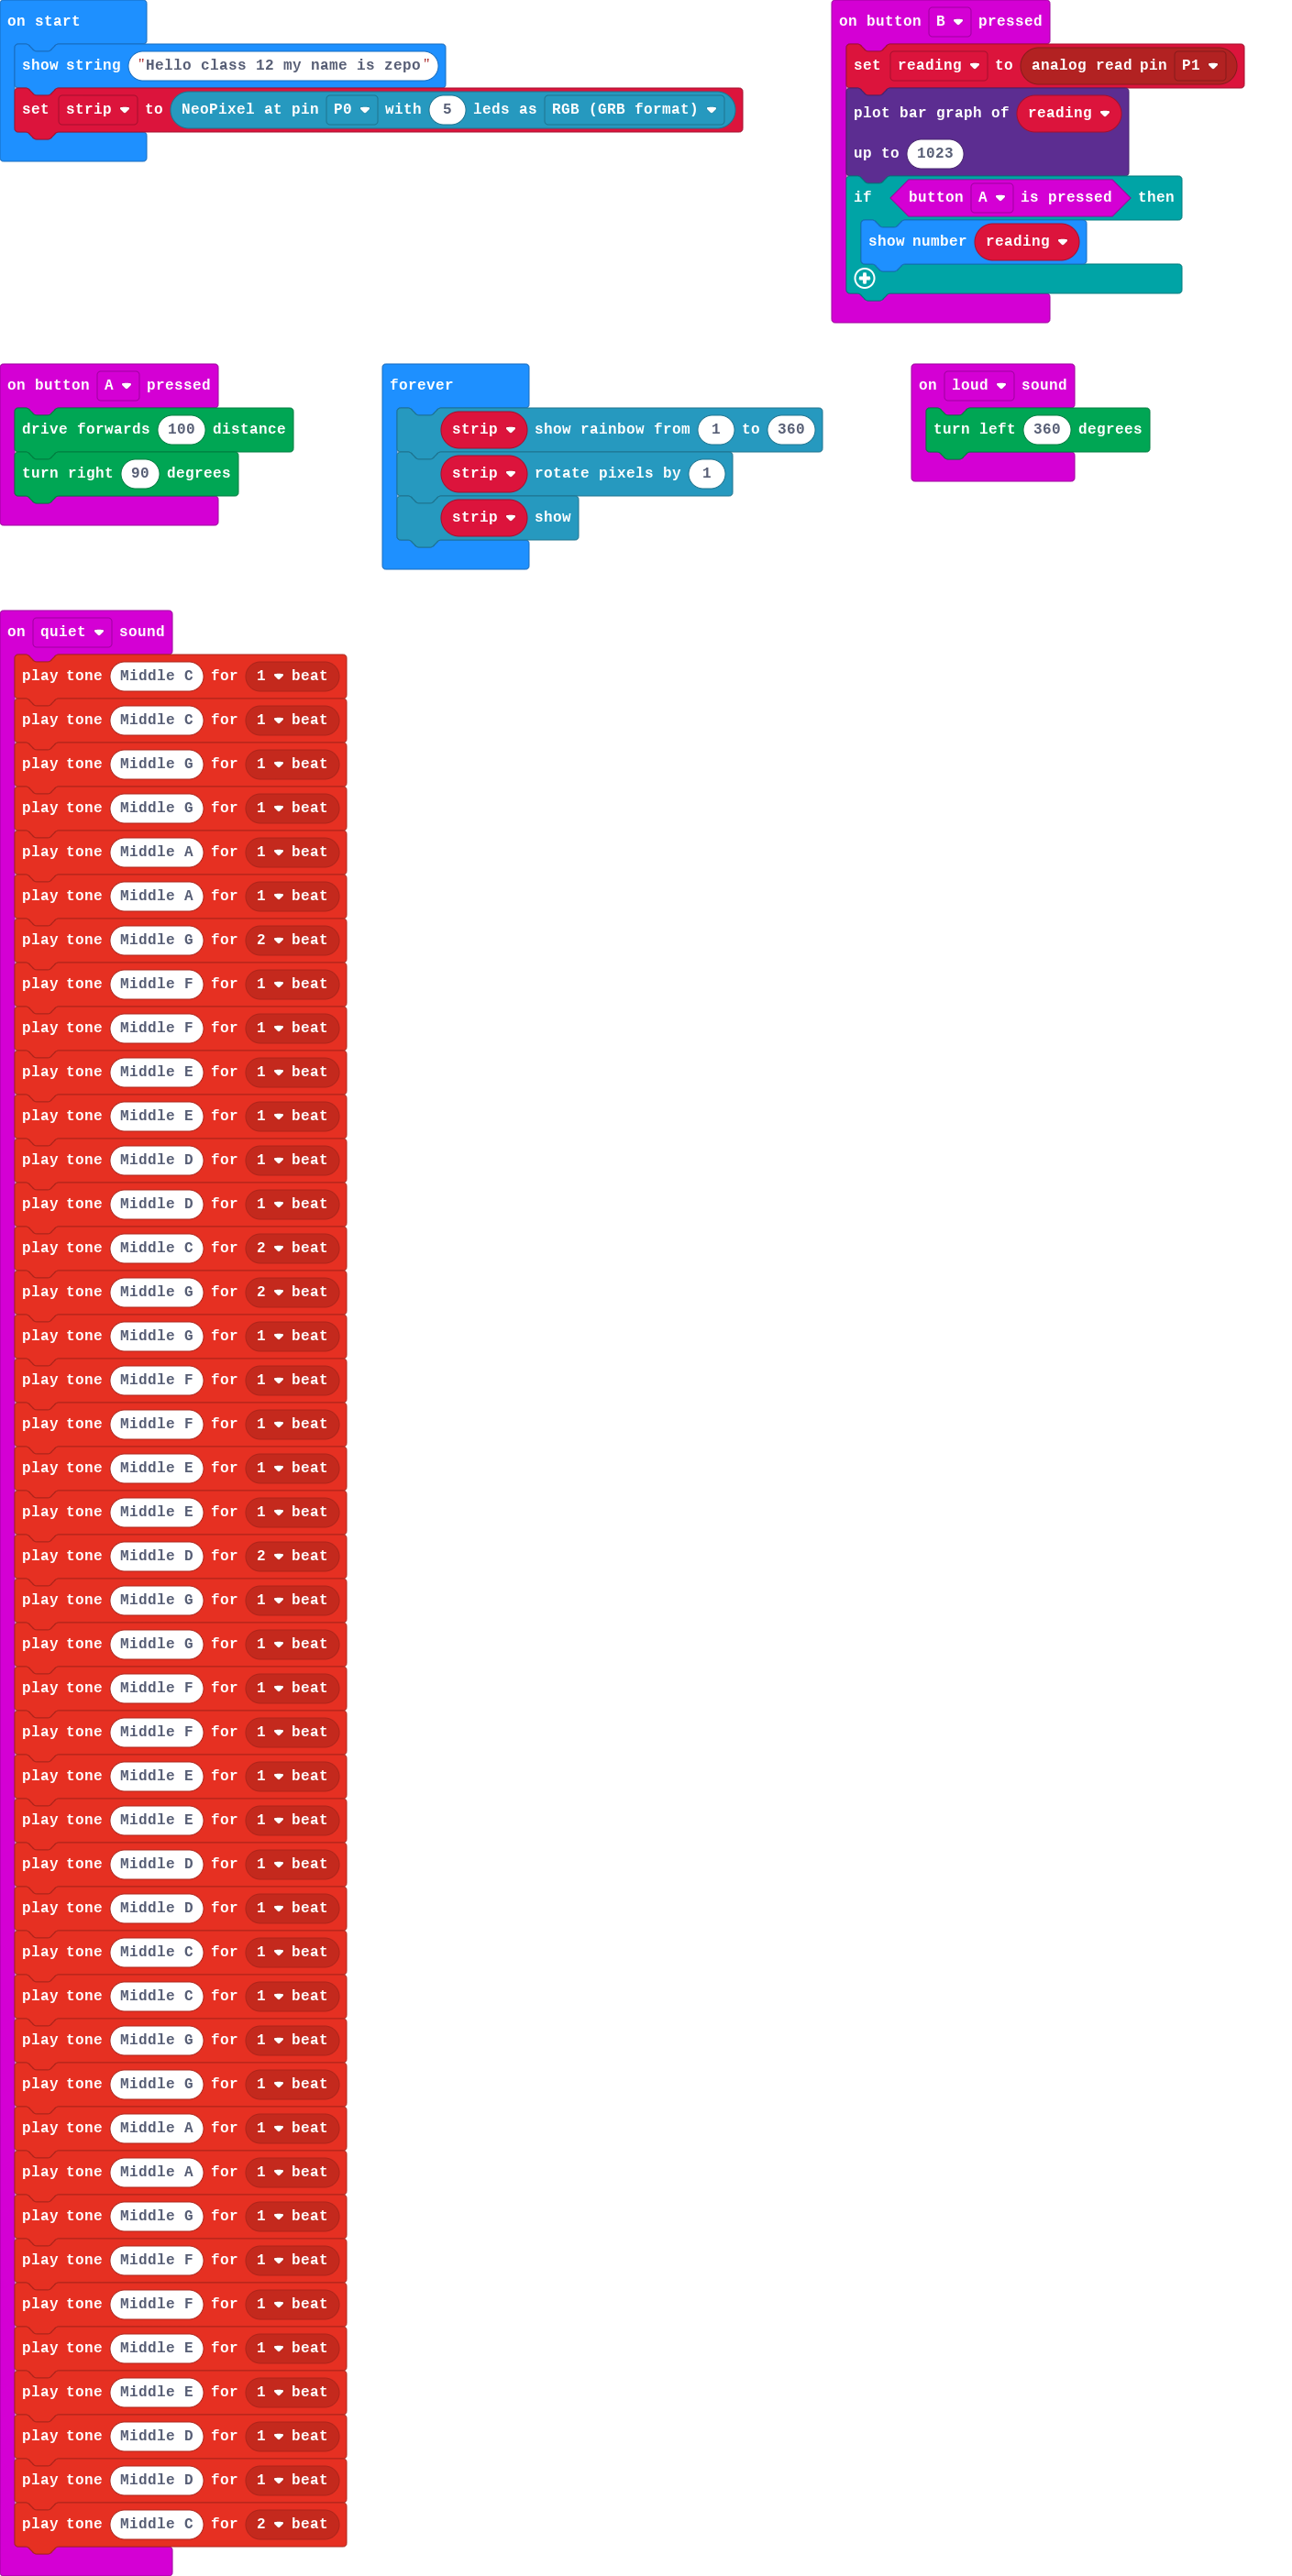 on start
show string "Hello class 12 my name is zepo"
set strip to NeoPixel at pin P0 with 5 leds as RGB (GRB format)
on button B pressed
set reading to analog read pin P1
plot bar graph of reading
up to 1023
if button A is pressed then
show number reading
on button A pressed
drive forwards 100 distance
turn right 90 degrees
forever
strip show rainbow from 1 to 360
strip rotate pixels by 1
strip show
on loud sound
turn left 360 degrees
on quiet sound
play tone Middle C for 1 beat
play tone Middle C for 1 beat
play tone Middle G for 1 beat
play tone Middle G for 1 beat
play tone Middle A for 1 beat
play tone Middle A for 1 beat
play tone Middle G for 2 beat
play tone Middle F for 1 beat
play tone Middle F for 1 beat
play tone Middle E for 1 beat
play tone Middle E for 1 beat
play tone Middle D for 1 beat
play tone Middle D for 1 beat
play tone Middle C for 2 beat
play tone Middle G for 2 beat
play tone Middle G for 1 beat
play tone Middle F for 1 beat
play tone Middle F for 1 beat
play tone Middle E for 1 beat
play tone Middle E for 1 beat
play tone Middle D for 2 beat
play tone Middle G for 1 beat
play tone Middle G for 1 beat
play tone Middle F for 1 beat
play tone Middle F for 1 beat
play tone Middle E for 1 beat
play tone Middle E for 1 beat
play tone Middle D for 1 beat
play tone Middle D for 1 beat
play tone Middle C for 1 beat
play tone Middle C for 1 beat
play tone Middle G for 1 beat
play tone Middle G for 1 beat
play tone Middle A for 1 beat
play tone Middle A for 1 beat
play tone Middle G for 1 beat
play tone Middle F for 1 beat
play tone Middle F for 1 beat
play tone Middle E for 1 beat
play tone Middle E for 1 beat
play tone Middle D for 1 beat
play tone Middle D for 1 beat
play tone Middle C for 2 beat